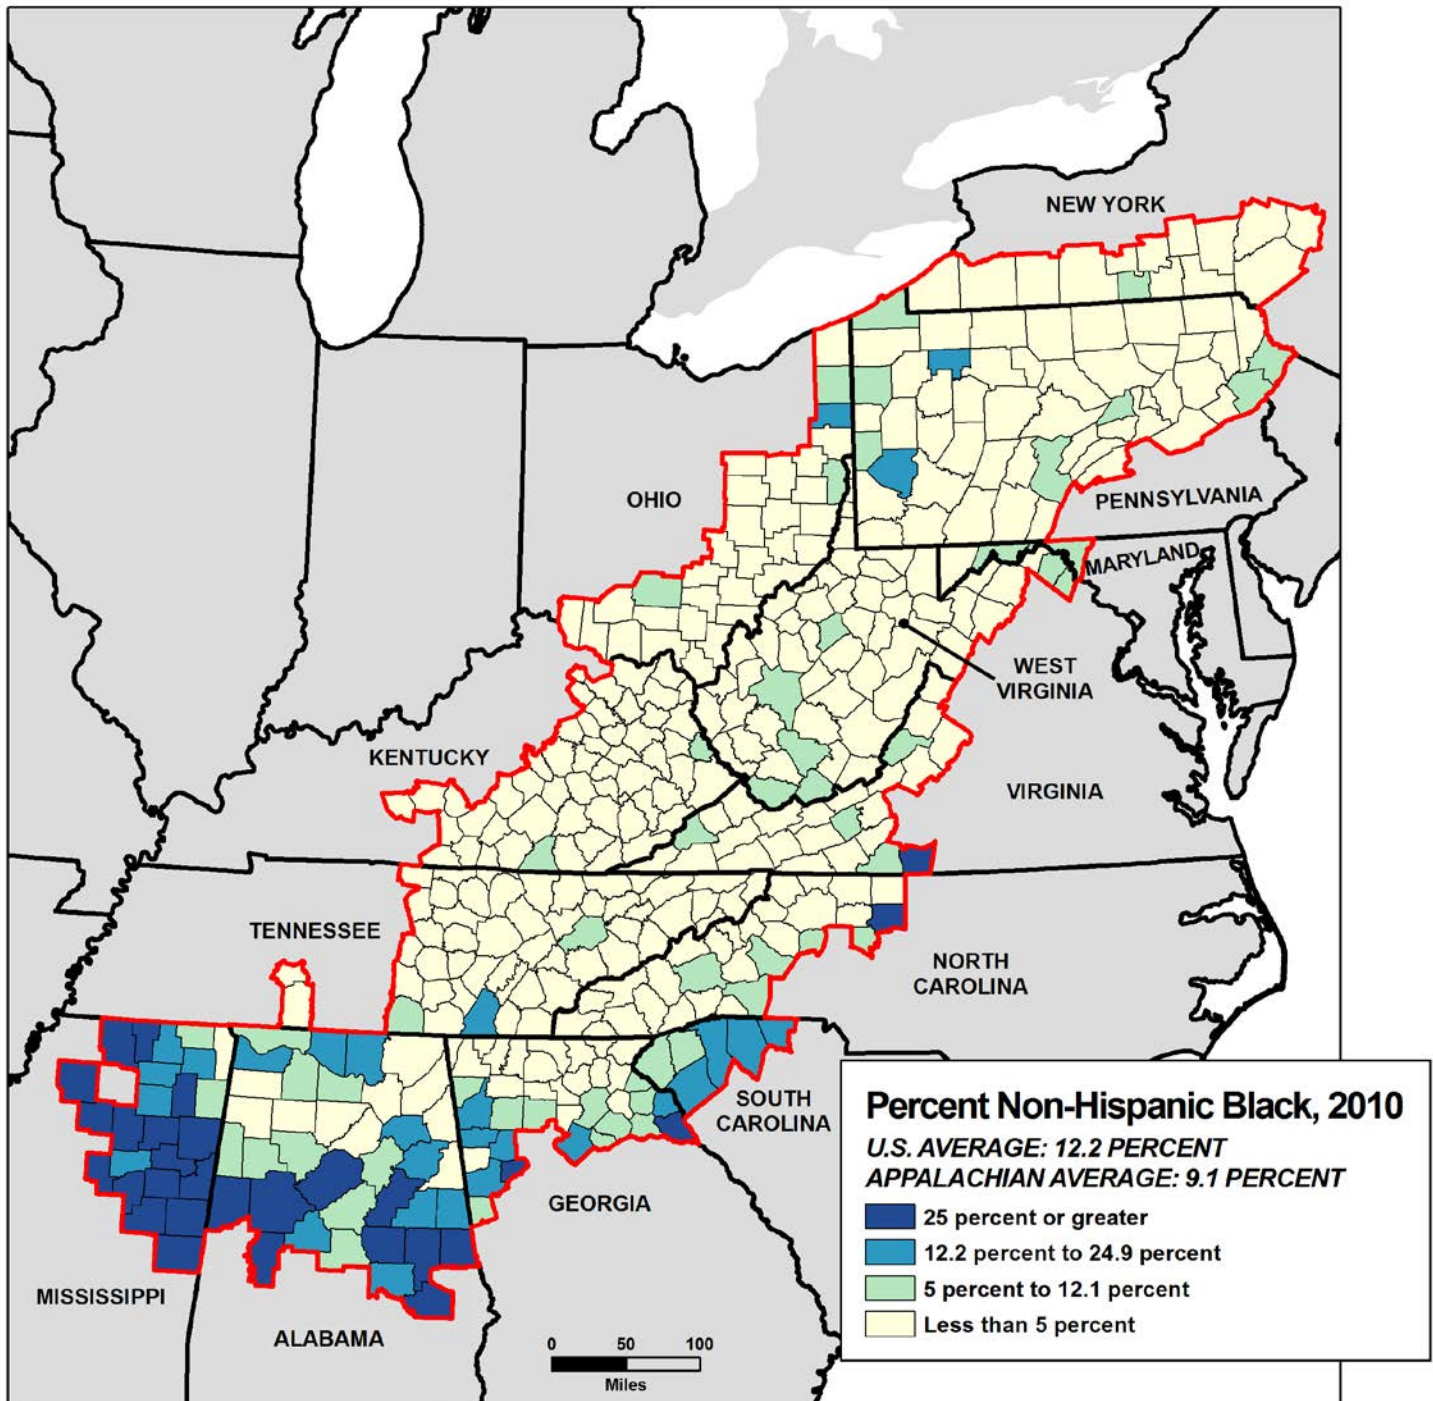 NEW YORK
OHIO
PENNSYLVANIA
MARYLAND
WEST
VIRGINIA
KENTUCKY
VIRGINIA
TENNESSEE
NORTH
CAROLINA
SOUTH
CAROLINA
GEORGIA
MISSISSIPPI
ALABAMA
Percent Non-Hispanic Black, 2010
U.S. AVERAGE: 12.2 PERCENT
APPALACHIAN AVERAGE: 9.1 PERCENT
25 percent or greater
12.2 percent to 24.9 percent
5 percent to 12.1 percent
Less than 5 percent
0 50 100
Miles